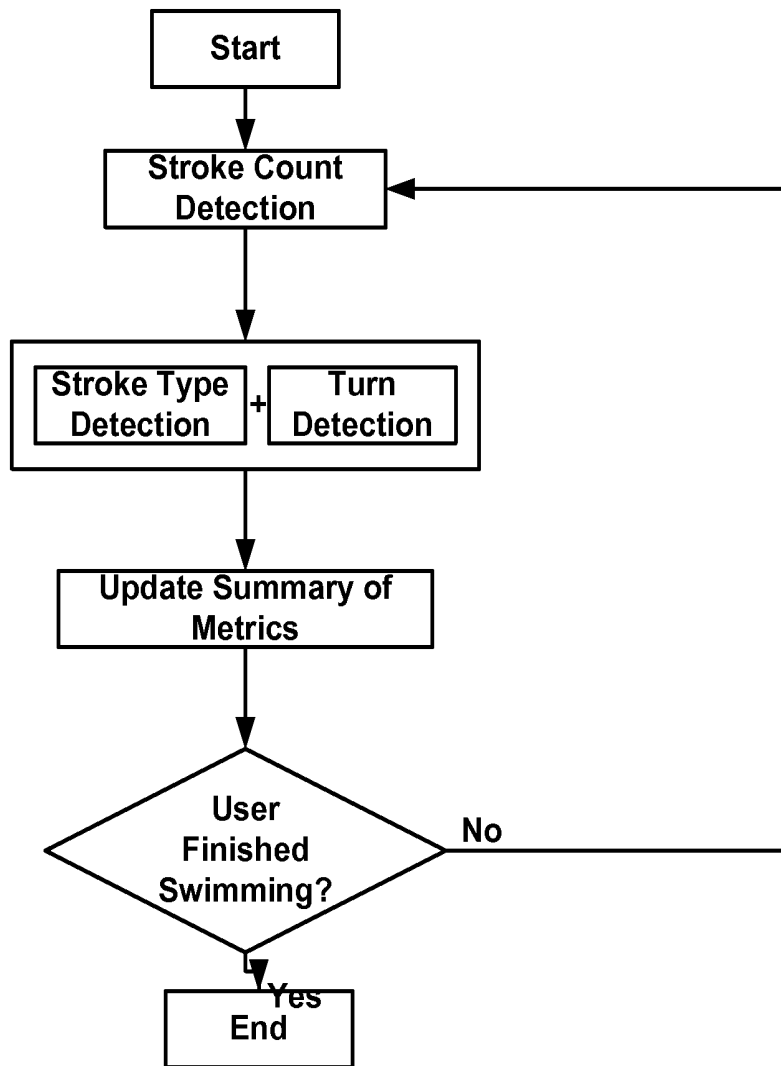 Start
Stroke Count
Detection
Stroke Type
Detection
+
Turn
Detection
Update Summary of
Metrics
User
Finished
Swimming?
No
Yes
End